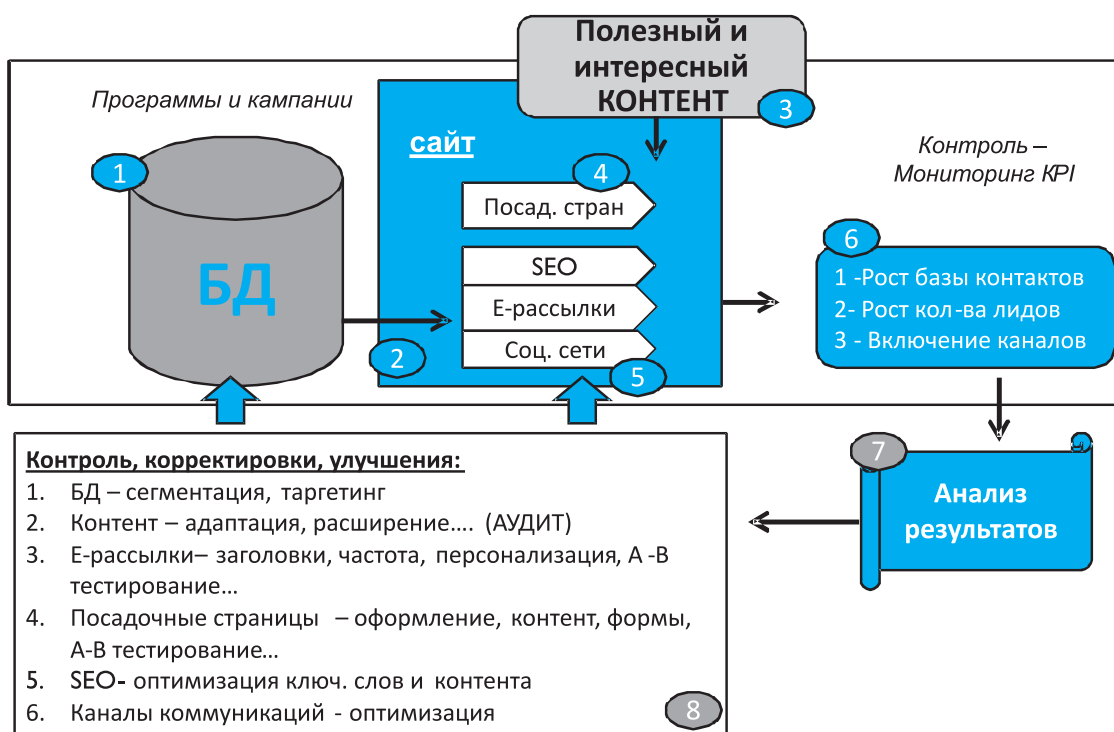 Полезный и
интересный
КОНТЕНТ
3
Программы и кампании
сайт
Контроль –
Мониторинг KPI
1
4
Посад. стран
БД
SEO
Е-рассылки
Соц. сети
2
5
6
1 -Рост базы контактов
2- Рост кол-ва лидов
3 - Включение каналов
7
Анализ
результатов
Контроль, корректировки, улучшения:
1. БД – сегментация, таргетинг
2. Контент – адаптация, расширение.... (АУДИТ)
3. Е-рассылки– заголовки, частота, персонализация, А -В
тестирование...
4. Посадочные страницы – оформление, контент, формы,
А-В тестирование...
5. SEO- оптимизация ключ. слов и контента
6. Каналы коммуникаций - оптимизация
8